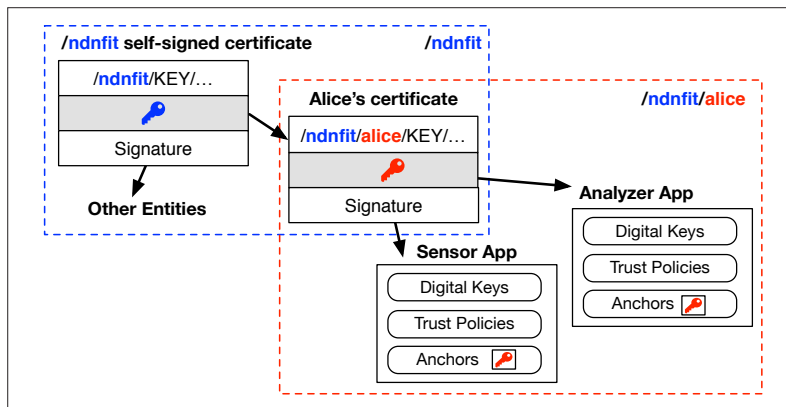 /ndnfit self-signed certificate
/ndnfit
/ndnfit/KEY/…
Signature
Other Entities
/ndnfit/alice
Alice's certificate
/ndnfit/alice/KEY/…
Signature
Sensor App
Digital Keys
Trust Policies
Anchors
Analyzer App
Digital Keys
Trust Policies
Anchors